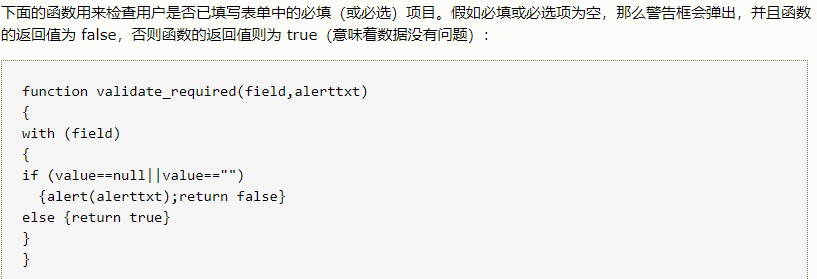 下面的函数用来检查用户是否已填写表单中的必填（或必选）项目。假如必填或必选项为空，那么警告框会弹出，并且函数
的返回值为 false，否则函数的返回值则为 true（意味着数据没有问题）：
function validate_required(field,alerttxt)
{
with (field)
{
if (value==null||value=="")
  {alert(alerttxt);return false}
else {return true}
}
}